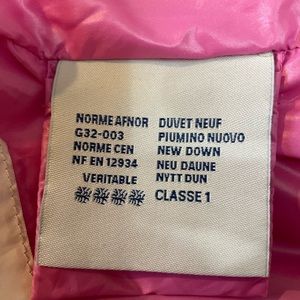 NORME AFNOR
G32-003
NORME CEN
NF EN 12934
VERITABLE
DUVET NEUF
PIUMINO NUOVO
NEW DOWN
NEU DAUNE
NYTT DUN
CLASSE 1